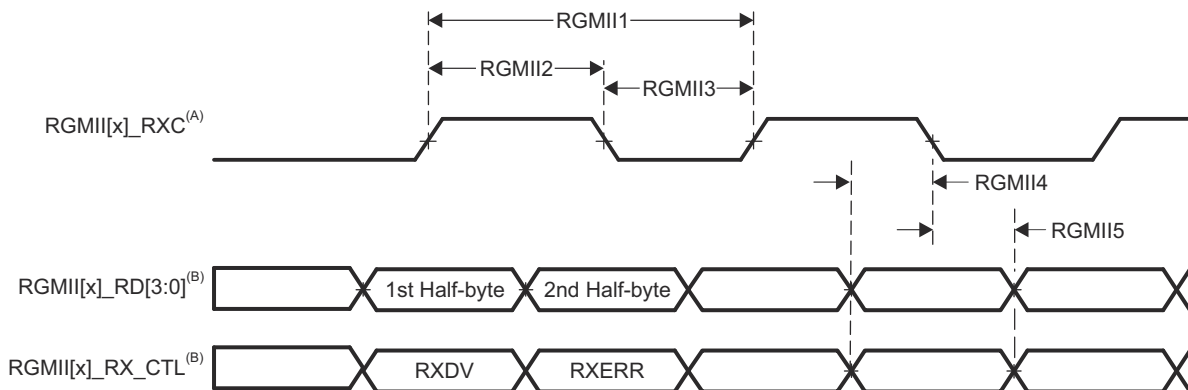 RGMII1
RGMII2
RGMII3
RGMII[x]_RXC(A)
RGMII4
RGMII5
RGMII[x]_RD[3:0](B)
1st Half-byte
2nd Half-byte
RGMII[x]_RX_CTL(B)
RXDV
RXERR